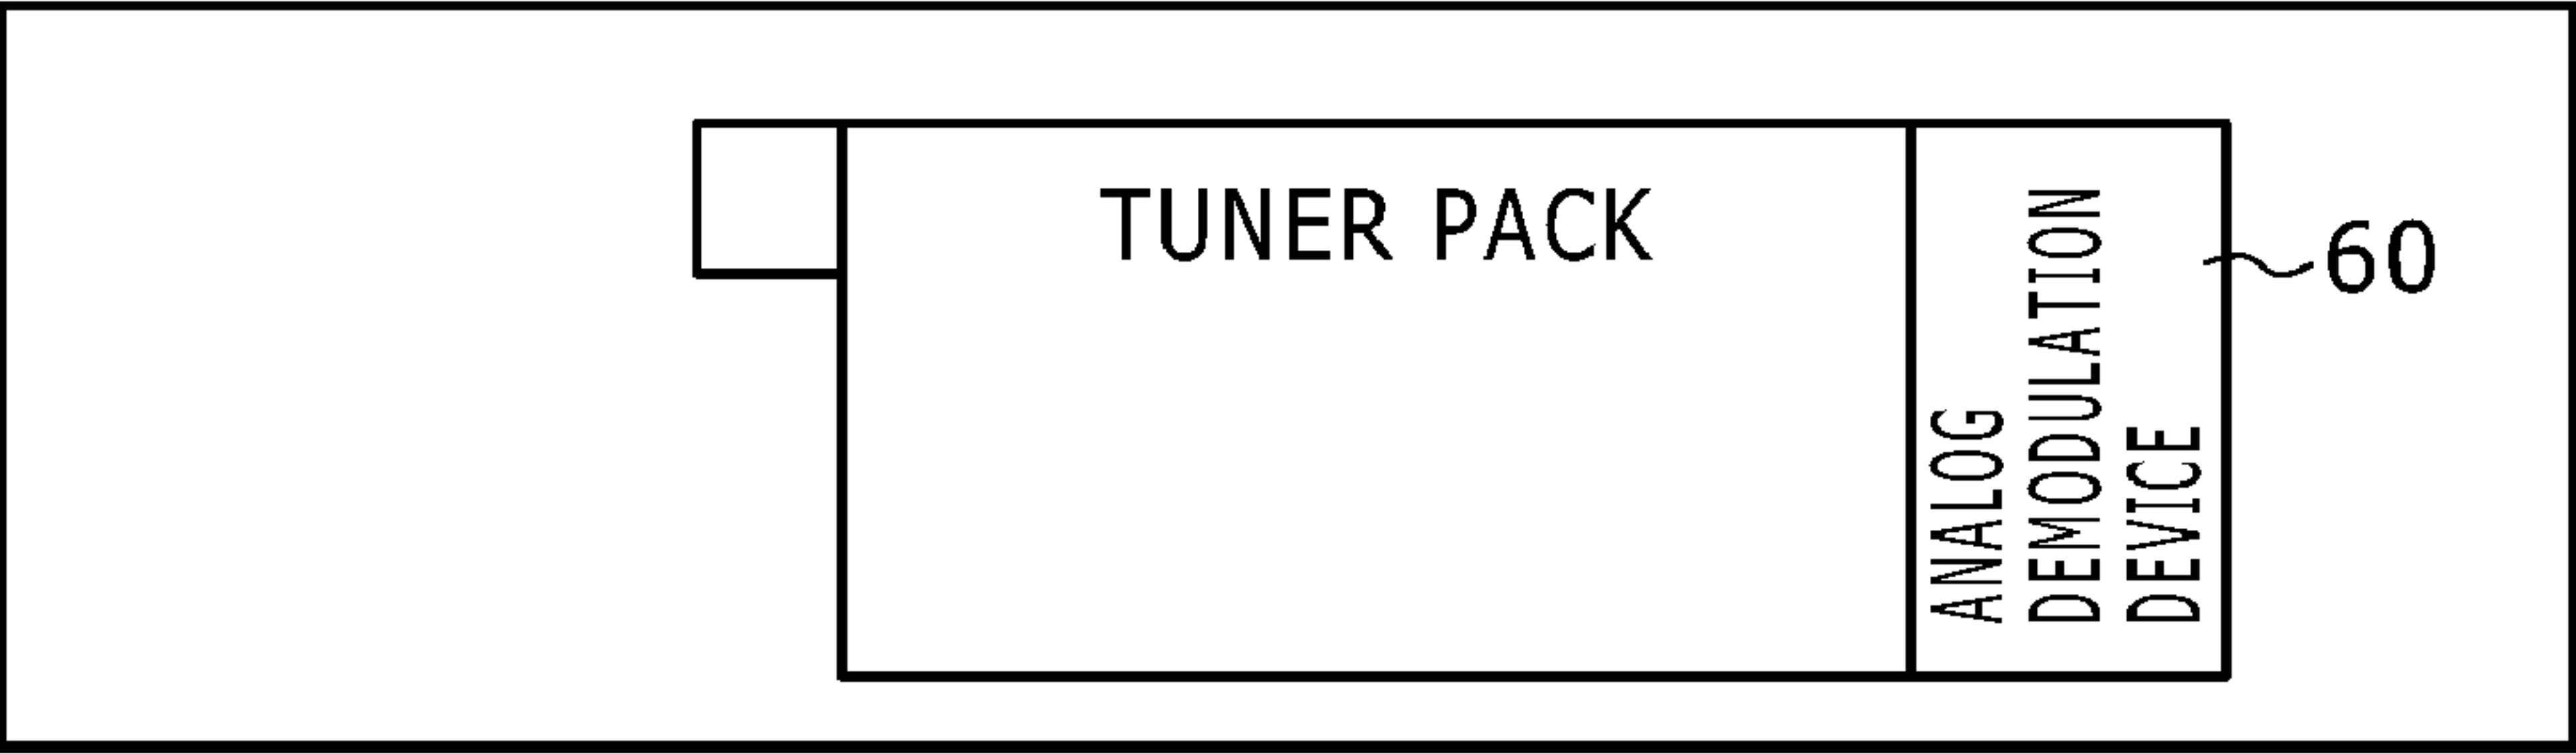 TUNER PACK
ANALOG
DEMODULATION
DEVICE
60